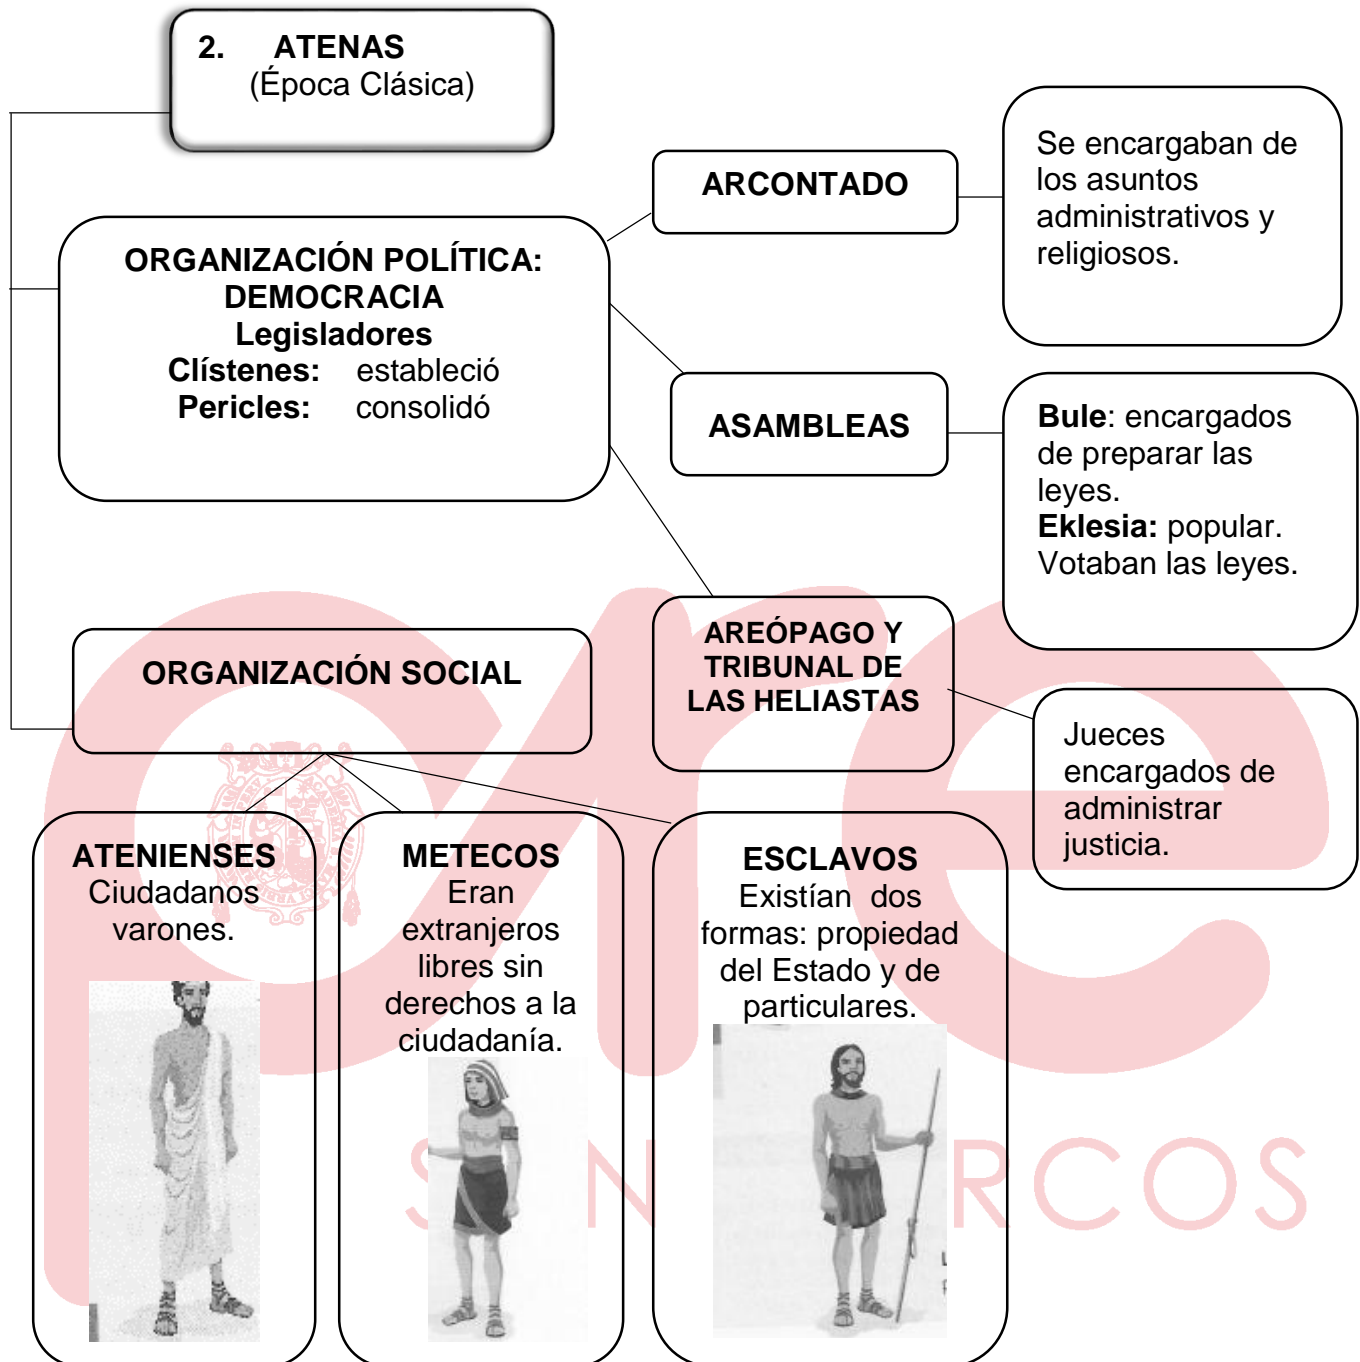 2. ATENAS
(Época Clásica)
ORGANIZACIÓN POLÍTICA:
DEMOCRACIA
Legisladores
Clístenes: estableció
Pericles: consolidó
ARCONTADO
Se encargaban de
los asuntos
administrativos y
religiosos.
ASAMBLEAS
Bule: encargados
de preparar las
leyes.
Eklesia: popular.
Votaban las leyes.
AREÓPAGO Y
TRIBUNAL DE
LAS HELIASTAS
Jueces
encargados de
administrar
justicia.
ORGANIZACIÓN SOCIAL
ATENIENSES
Ciudadanos
varones.
METECOS
Eran
extranjeros
libres sin
derechos a la
ciudadanía.
ESCLAVOS
Existían dos
formas: propiedad
del Estado y de
particulares.
pre